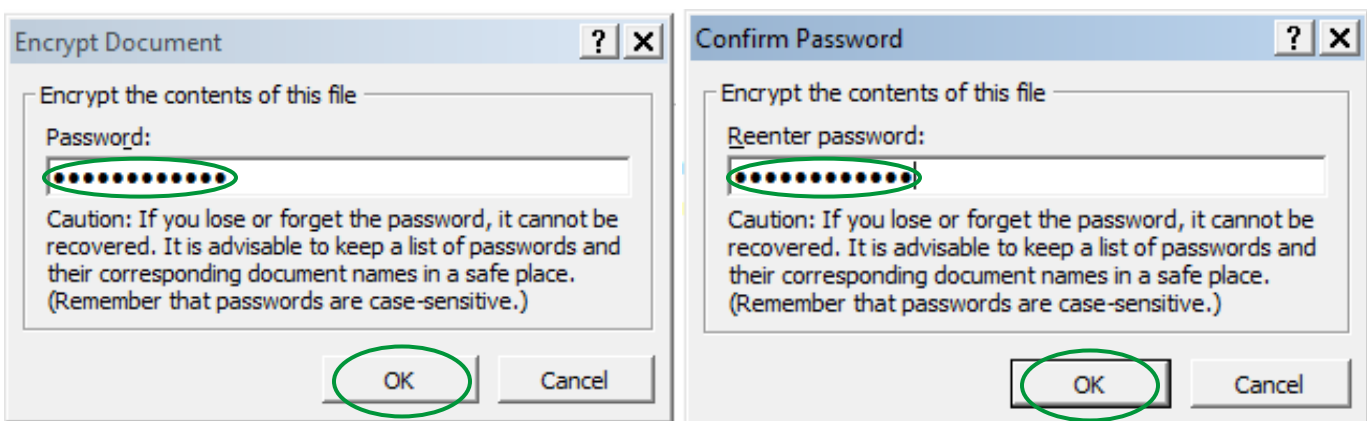 Encrypt Document
Encrypt the contents of this file
Password:
••••••••••••
Caution: If you lose or forget the password, it cannot be
recovered. It is advisable to keep a list of passwords and
their corresponding document names in a safe place.
(Remember that passwords are case-sensitive.)
OK
Cancel
Confirm Password
Encrypt the contents of this file
Reenter password:
••••••••••••
Caution: If you lose or forget the password, it cannot be
recovered. It is advisable to keep a list of passwords and
their corresponding document names in a safe place.
(Remember that passwords are case-sensitive.)
OK
Cancel